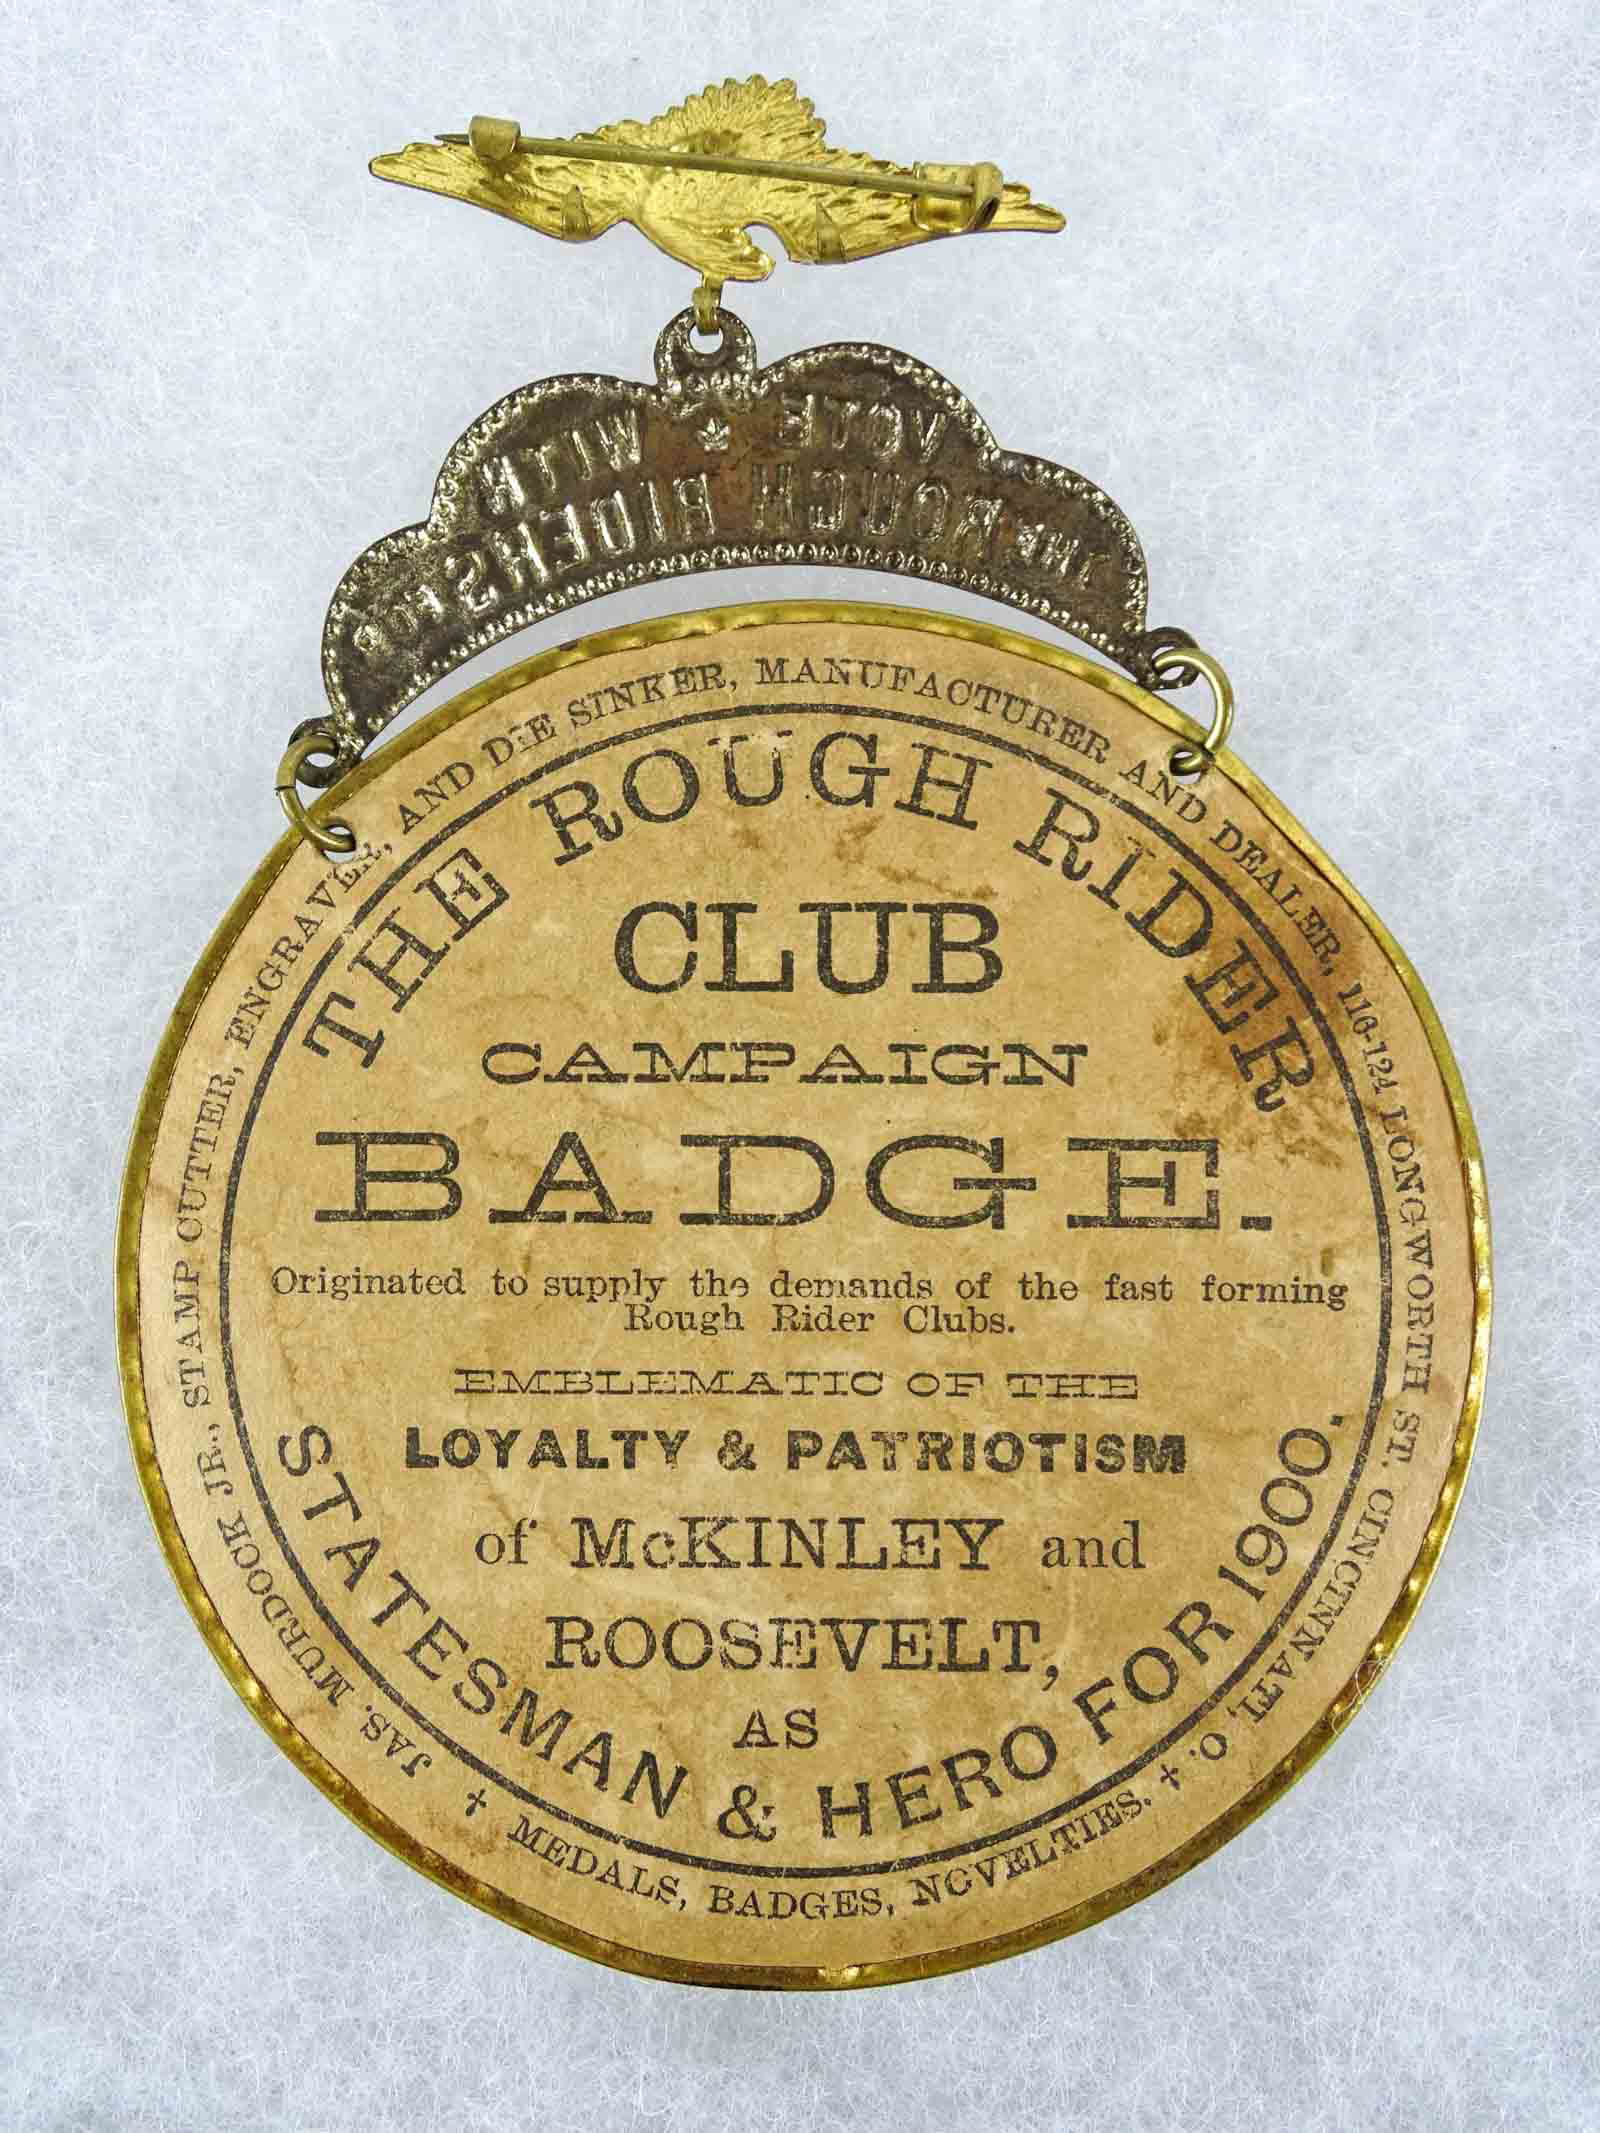 VOTE ★ WITH
THE ROUGH RIDERS FOR
JAS. MURDOCK JR., STAMP CUTTER, ENGRAVER, AND DIE SINKER, MANUFACTURER AND DEALER, 116-124 LONGWORTH ST. CINCINNATI, O.
THE ROUGH RIDER
CLUB
CAMPAIGN
BADGE.
Originated to supply the demands of the fast forming
Rough Rider Clubs.
EMBLEMATIC OF THE
LOYALTY & PATRIOTISM
of McKINLEY and
ROOSEVELT,
AS
STATESMAN & HERO FOR 1900.
+ MEDALS, BADGES, NOVELTIES. +